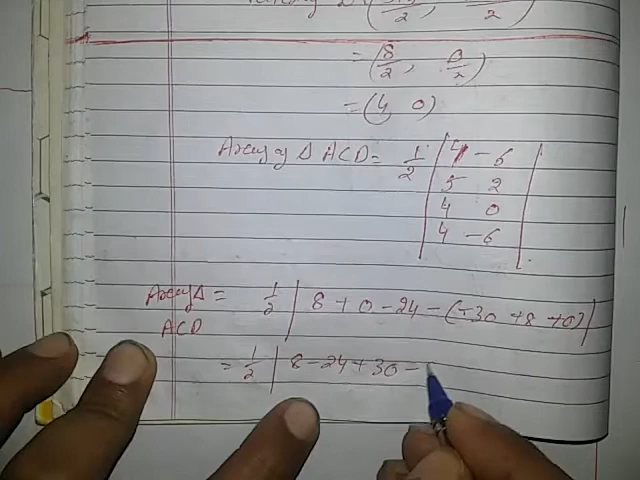 = (8/2, 0/2)
= (4 0)
Area of Δ ACD = 1/2 | 4 -6
5 2
4 0
4 -6 |
Area Δ = 1/2 | 8 + 0 - 24 - (-30 + 8 + 0) |
ACD
= 1/2 | 8 - 24 + 30 -